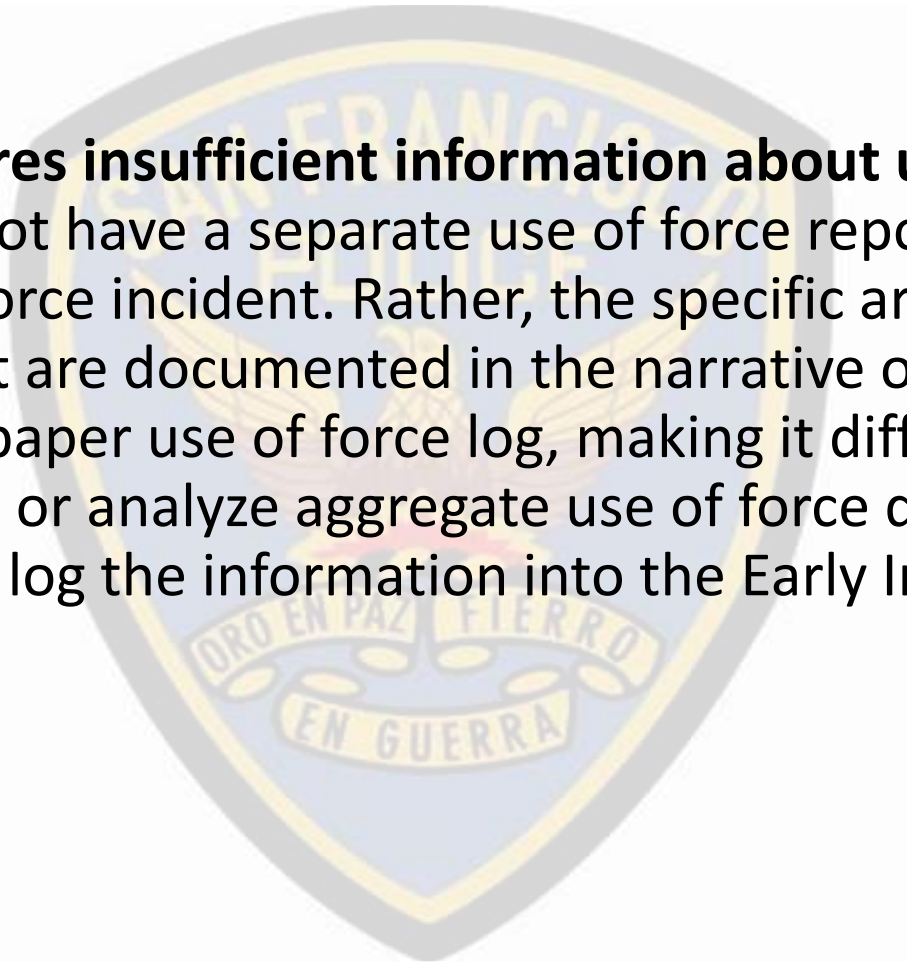 res insufficient information about u
ot have a separate use of force repo
orce incident. Rather, the specific ar
t are documented in the narrative o
paper use of force log, making it diff
or analyze aggregate use of force d
log the information into the Early In
SAN FRANCISCO
POLICE
ORO EN PAZ FIERRO
EN GUERRA